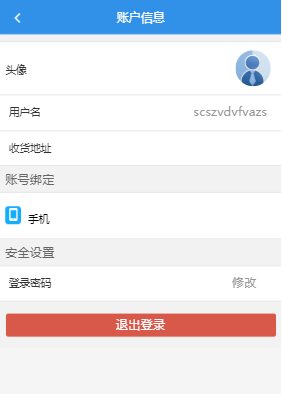 账户信息
头像
用户名 scszvdvfvazs
收货地址
账号绑定
手机
安全设置
登录密码 修改
退出登录